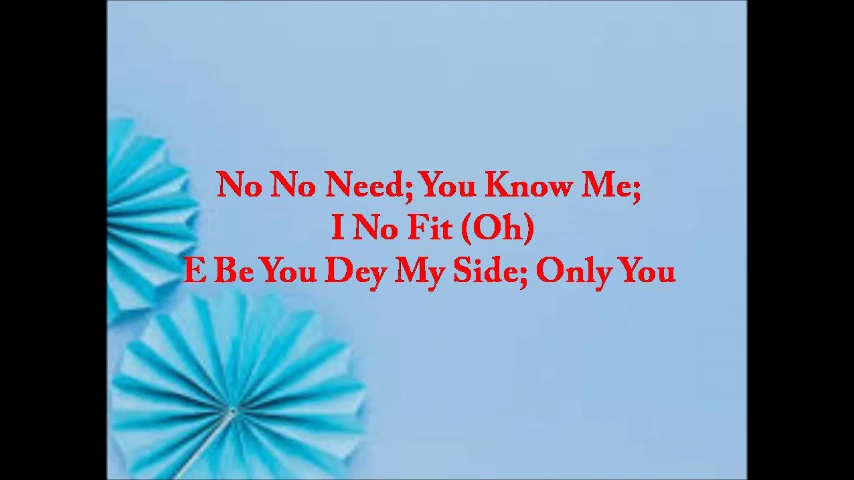 No No Need; You Know Me;
I No Fit (Oh)
E Be You Dey My Side; Only You